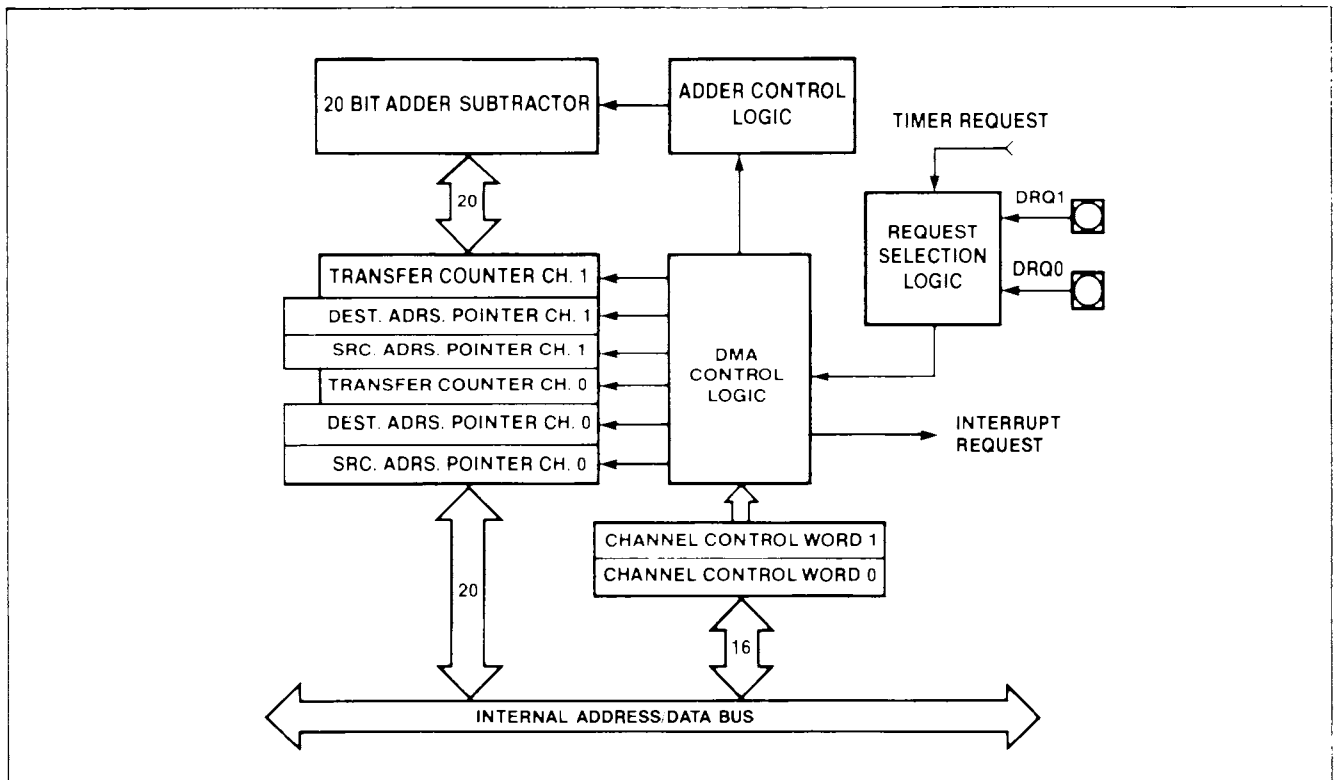 20 BIT ADDER SUBTRACTOR
ADDER CONTROL
LOGIC
TIMER REQUEST
20
DRQ1
REQUEST
SELECTION
LOGIC
DRQ0
TRANSFER COUNTER CH. 1
DEST. ADRS. POINTER CH. 1
SRC. ADRS. POINTER CH. 1
TRANSFER COUNTER CH. 0
DEST. ADRS. POINTER CH. 0
SRC. ADRS. POINTER CH. 0
DMA
CONTROL
LOGIC
INTERRUPT
REQUEST
CHANNEL CONTROL WORD 1
CHANNEL CONTROL WORD 0
20
16
INTERNAL ADDRESS/DATA BUS